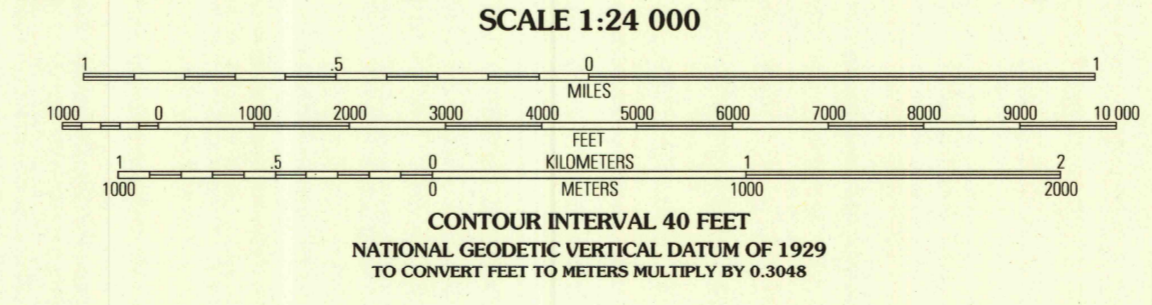 SCALE 1:24 000
1 .5 0 1
MILES
1000 0 1000 2000 3000 4000 5000 6000 7000 8000 9000 10 000
FEET
1 .5 0 KILOMETERS 1 2
1000 0 METERS 1000 2000
CONTOUR INTERVAL 40 FEET
NATIONAL GEODETIC VERTICAL DATUM OF 1929
TO CONVERT FEET TO METERS MULTIPLY BY 0.3048